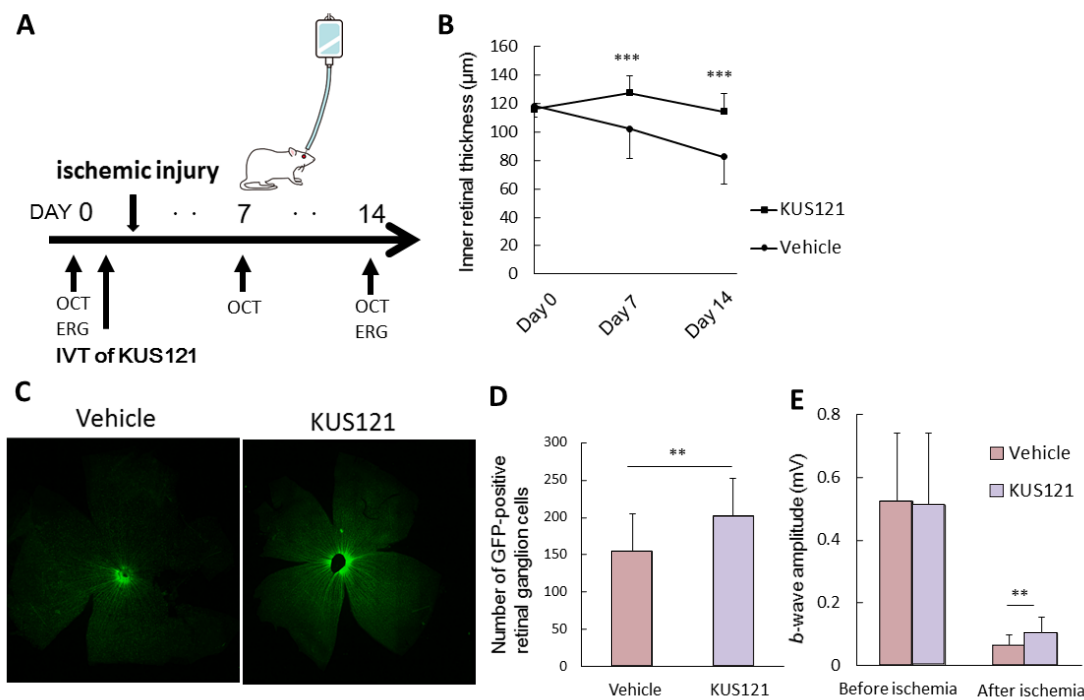 A
ischemic injury
DAY 0 · · 7 · · 14
OCT
ERG
OCT
OCT
ERG
IVT of KUS121
B
Inner retinal thickness (μm)
160
140
120
100
80
60
40
20
0
***
***
Day 0
Day 7
Day 14
KUS121
Vehicle
C
Vehicle
KUS121
D
Number of GFP-positive
retinal ganglion cells
300
250
200
150
100
50
0
**
Vehicle
KUS121
E
b-wave amplitude (mV)
0.8
0.6
0.4
0.2
0
Vehicle
KUS121
**
Before ischemia
After ischemia